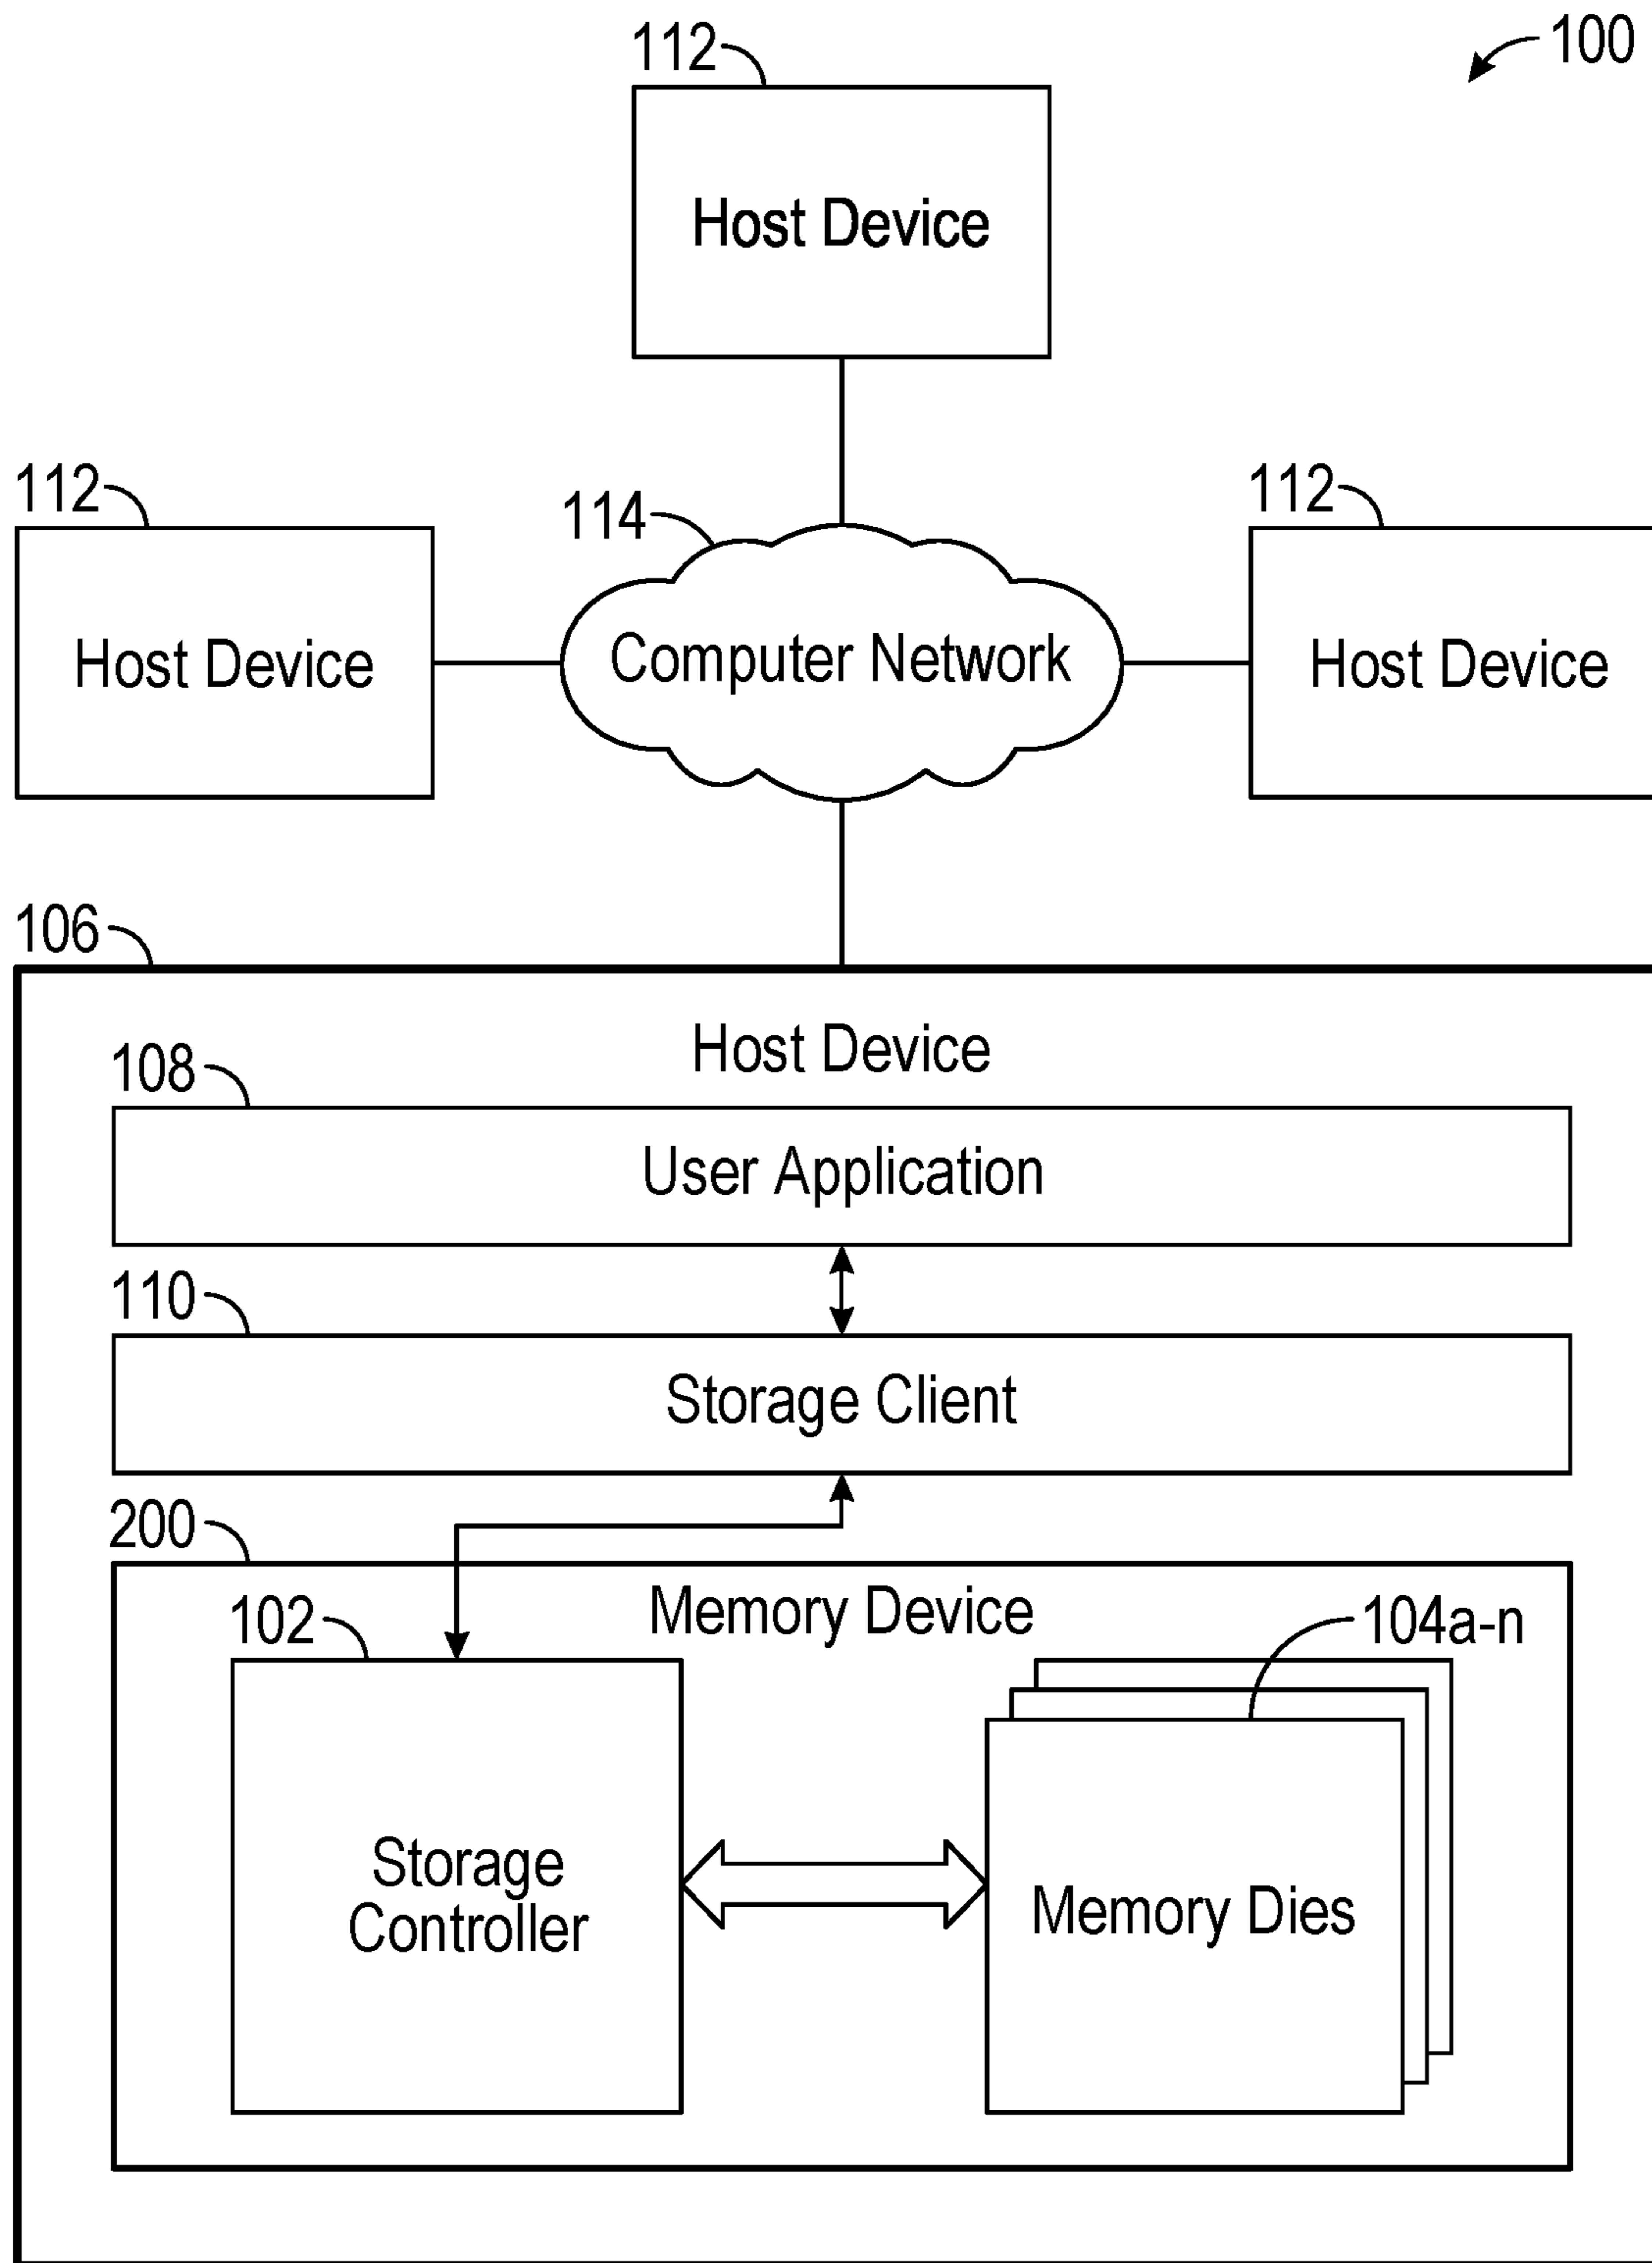 100
112
Host Device
112
114
112
Host Device
Computer Network
Host Device
106
Host Device
108
User Application
110
Storage Client
200
Memory Device
102
104a-n
Storage
Controller
Memory Dies